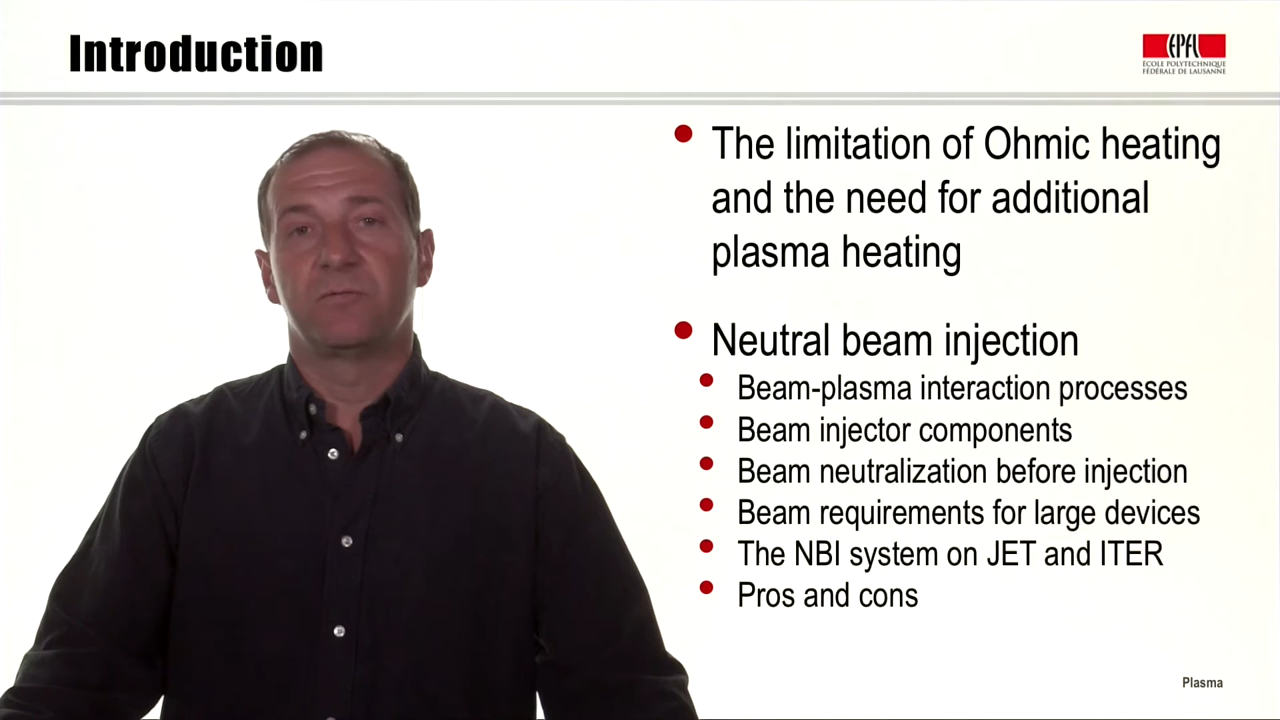 Introduction
EPFL
ÉCOLE POLYTECHNIQUE
FÉDÉRALE DE LAUSANNE
The limitation of Ohmic heating
and the need for additional
plasma heating
Neutral beam injection
Beam-plasma interaction processes
Beam injector components
Beam neutralization before injection
Beam requirements for large devices
The NBI system on JET and ITER
Pros and cons
Plasma